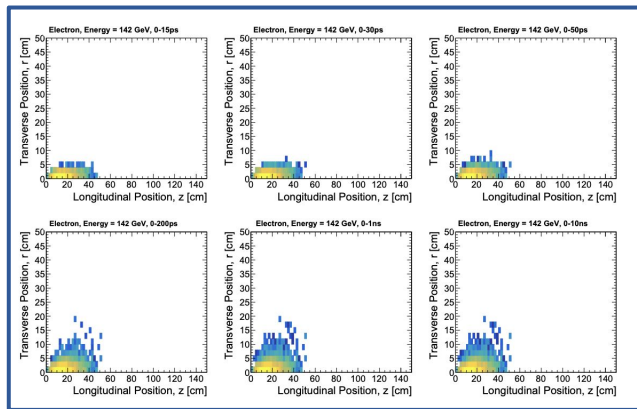 Electron, Energy = 142 GeV, 0-15ps
Transverse Position, r [cm]
50
45
40
35
30
25
20
15
10
5
0
0 20 40 60 80 100 120 140
Longitudinal Position, z [cm]
Electron, Energy = 142 GeV, 0-30ps
Transverse Position, r [cm]
50
45
40
35
30
25
20
15
10
5
0
0 20 40 60 80 100 120 140
Longitudinal Position, z [cm]
Electron, Energy = 142 GeV, 0-50ps
Transverse Position, r [cm]
50
45
40
35
30
25
20
15
10
5
0
0 20 40 60 80 100 120 140
Longitudinal Position, z [cm]
Electron, Energy = 142 GeV, 0-200ps
Transverse Position, r [cm]
50
45
40
35
30
25
20
15
10
5
0
0 20 40 60 80 100 120 140
Longitudinal Position, z [cm]
Electron, Energy = 142 GeV, 0-1ns
Transverse Position, r [cm]
50
45
40
35
30
25
20
15
10
5
0
0 20 40 60 80 100 120 140
Longitudinal Position, z [cm]
Electron, Energy = 142 GeV, 0-10ns
Transverse Position, r [cm]
50
45
40
35
30
25
20
15
10
5
0
0 20 40 60 80 100 120 140
Longitudinal Position, z [cm]